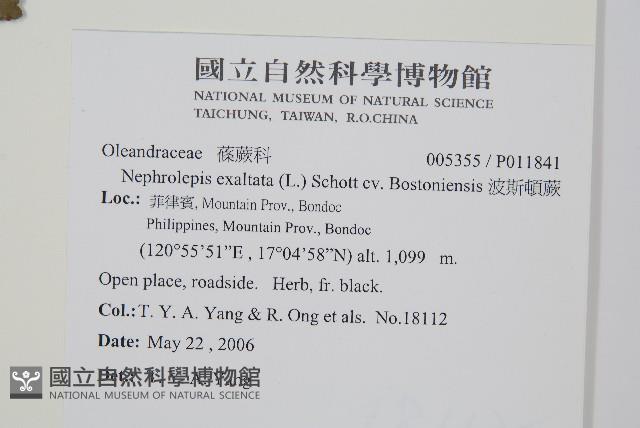 國立自然科學博物館
NATIONAL MUSEUM OF NATURAL SCIENCE
TAICHUNG, TAIWAN, R.O.CHINA
Oleandraceae 蓧蕨科 005355 / P011841
Nephrolepis exaltata (L.) Schott cv. Bostoniensis 波斯頓蕨
Loc.: 菲律賓, Mountain Prov., Bondoc
Philippines, Mountain Prov., Bondoc
(120°55'51”E , 17°04'58”N) alt. 1,099 m.
Open place, roadside. Herb, fr. black.
Col.: T. Y. A. Yang & R. Ong et als. No.18112
Date: May 22 , 2006
國立自然科學博物館
NATIONAL MUSEUM OF NATURAL SCIENCE